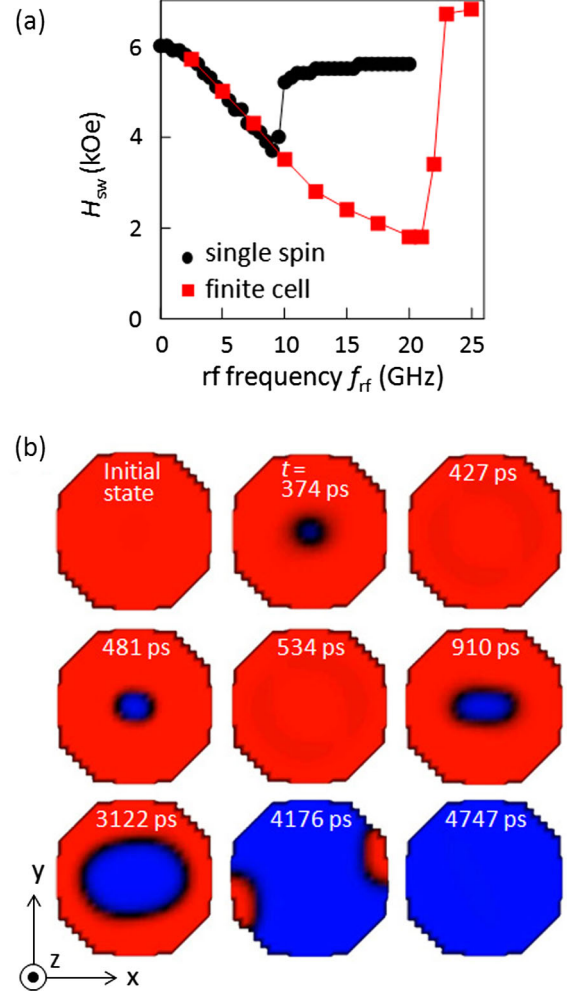 (a)
6
4
2
0
H_sw (kOe)
single spin
finite cell
0 5 10 15 20 25
rf frequency f_rf (GHz)
(b)
Initial
state
t =
374 ps
427 ps
481 ps
534 ps
910 ps
3122 ps
4176 ps
4747 ps
y
z
x